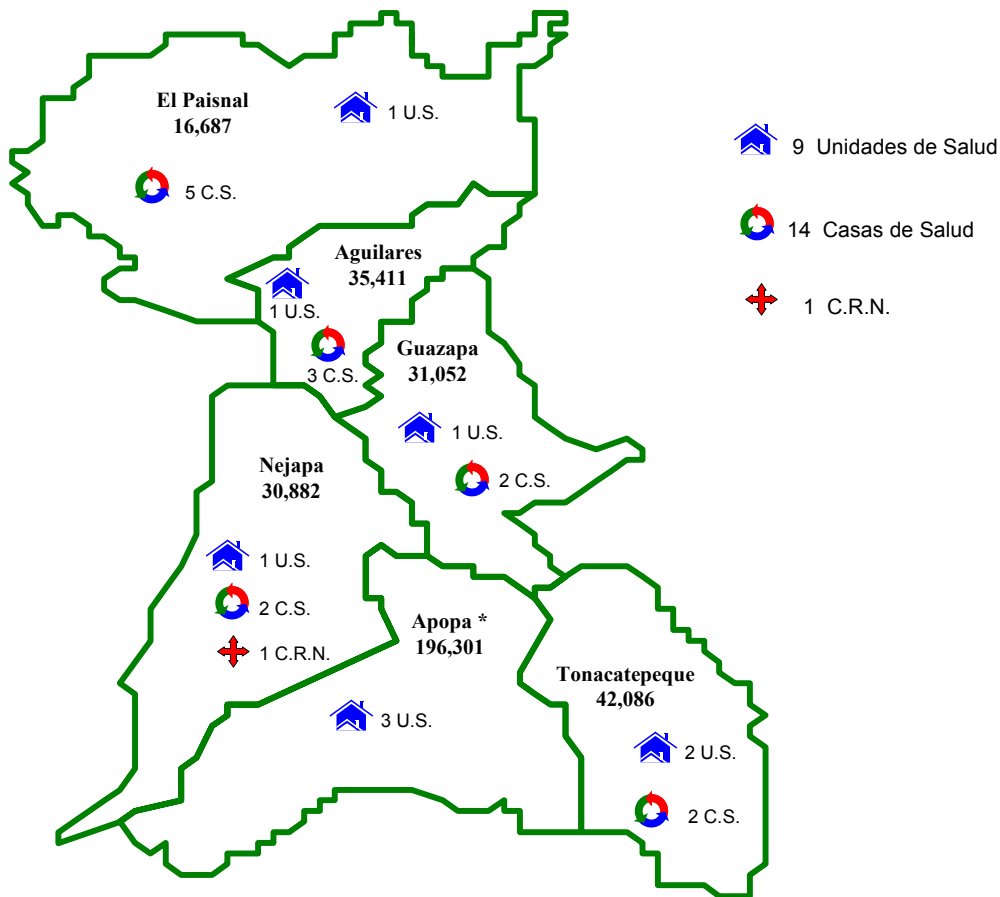 El Paisnal
16,687
1 U.S.
5 C.S.
9 Unidades de Salud
14 Casas de Salud
1 C.R.N.
Aguilares
35,411
1 U.S.
3 C.S.
Guazapa
31,052
1 U.S.
2 C.S.
Nejapa
30,882
1 U.S.
2 C.S.
1 C.R.N.
Apopa *
196,301
3 U.S.
Tonacatepeque
42,086
2 U.S.
2 C.S.